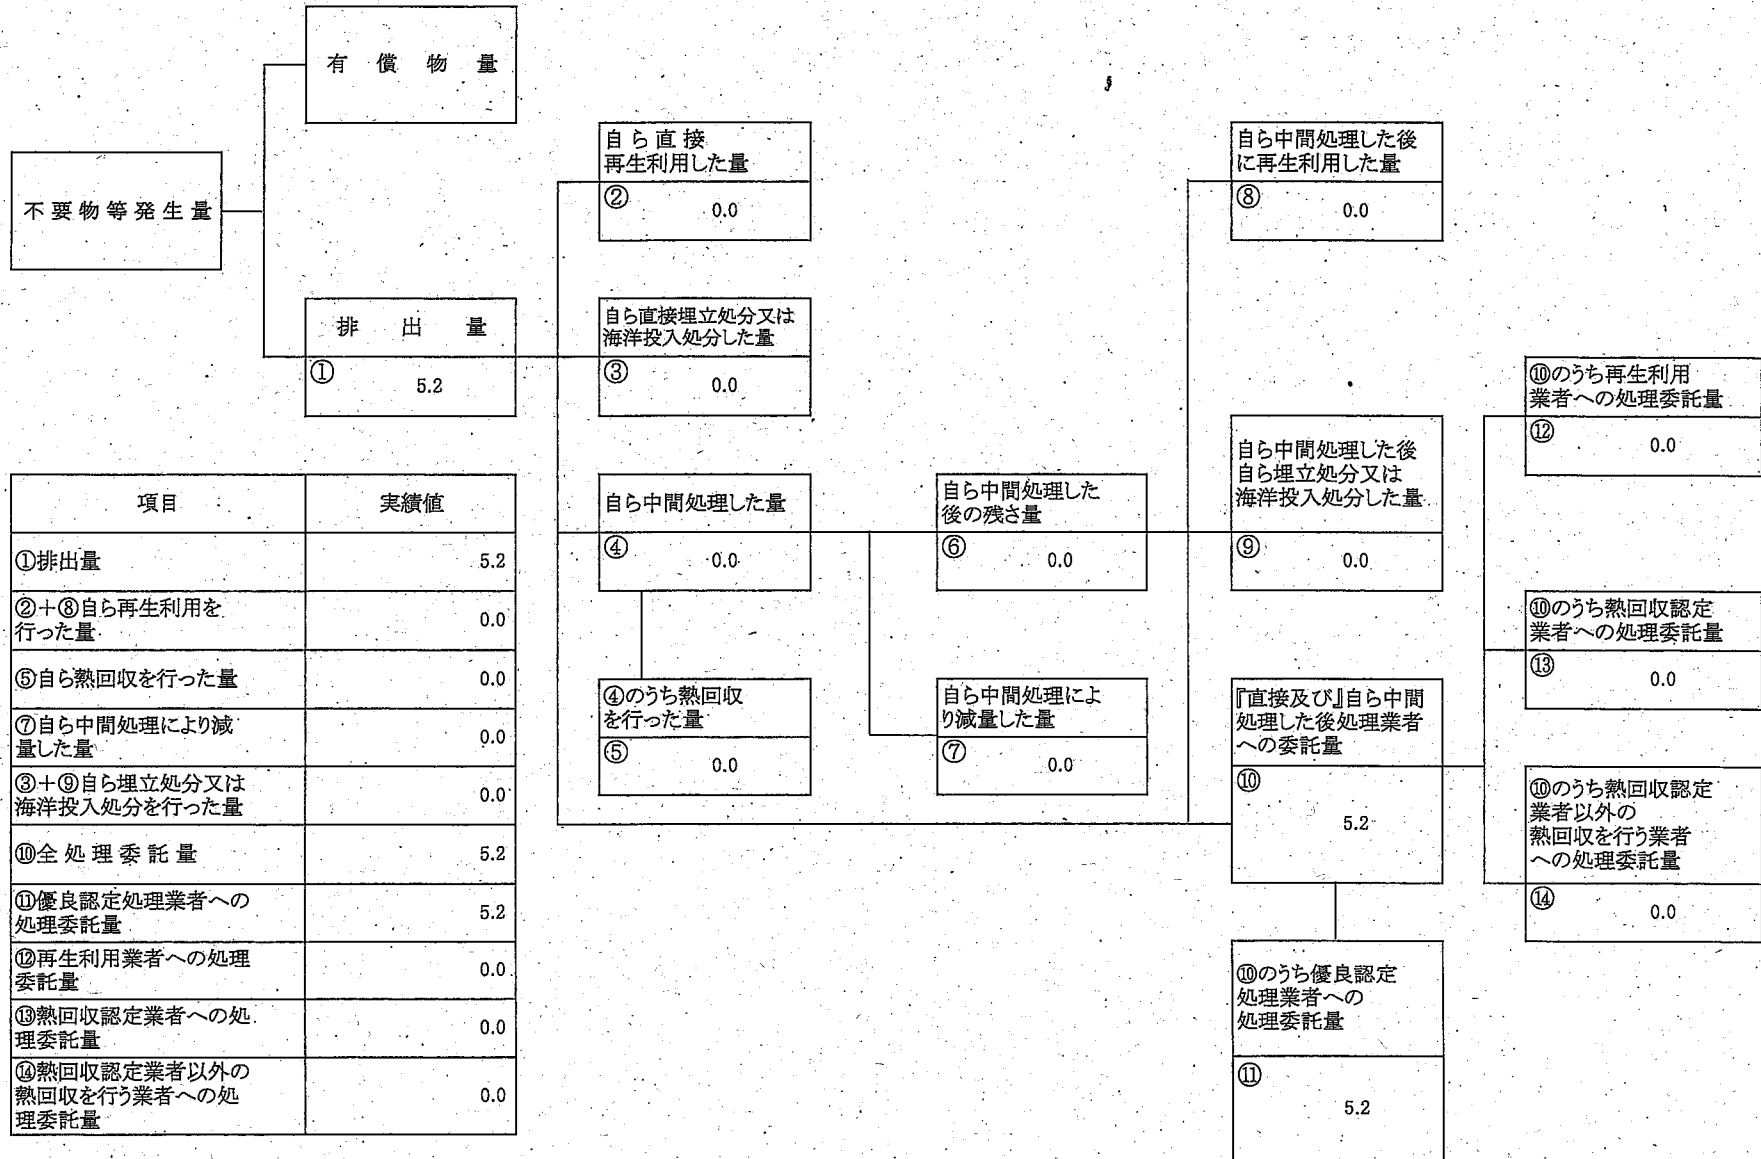 有償物量
不要物等発生量
排出量
①
5.2
自ら直接
再生利用した量
②
0.0
自ら直接埋立処分又は
海洋投入処分した量
③
0.0
自ら中間処理した量
④
0.0
④のうち熱回収
を行った量
⑤
0.0
自ら中間処理した
後の残さ量
⑥
0.0
自ら中間処理によ
り減量した量
⑦
0.0
自ら中間処理した後
に再生利用した量
⑧
0.0
自ら中間処理した後
自ら埋立処分又は
海洋投入処分した量
⑨
0.0
『直接及び』自ら中間
処理した後処理業者
への委託量
⑩
5.2
⑩のうち優良認定
処理業者への
処理委託量
⑪
5.2
⑩のうち再生利用
業者への処理委託量
⑫
0.0
⑩のうち熱回収認定
業者への処理委託量
⑬
0.0
⑩のうち熱回収認定
業者以外の
熱回収を行う業者
への処理委託量
⑭
0.0
項目 実績値
①排出量 5.2
②+⑧自ら再生利用を
行った量 0.0
⑤自ら熱回収を行った量 0.0
⑦自ら中間処理により減
量した量 0.0
③+⑨自ら埋立処分又は
海洋投入処分を行った量 0.0
⑩全処理委託量 5.2
⑪優良認定処理業者への
処理委託量 5.2
⑫再生利用業者への処理
委託量 0.0
⑬熱回収認定業者への処
理委託量 0.0
⑭熱回収認定業者以外の
熱回収を行う業者への処
理委託量 0.0